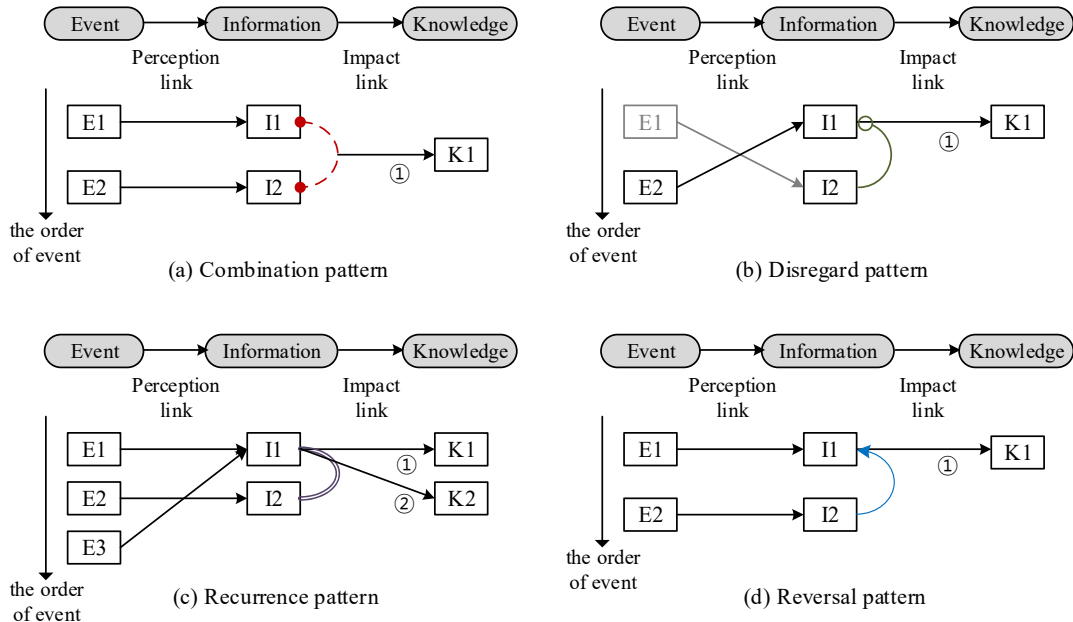 Event
Information
Knowledge
Perception
link
Impact
link
E1
I1
K1
①
E2
I2
the order
of event
(a) Combination pattern
Event
Information
Knowledge
Perception
link
Impact
link
E1
I1
K1
①
E2
I2
the order
of event
(b) Disregard pattern
Event
Information
Knowledge
Perception
link
Impact
link
E1
I1
K1
①
E2
I2
②
K2
E3
the order
of event
(c) Recurrence pattern
Event
Information
Knowledge
Perception
link
Impact
link
E1
I1
K1
①
E2
I2
the order
of event
(d) Reversal pattern